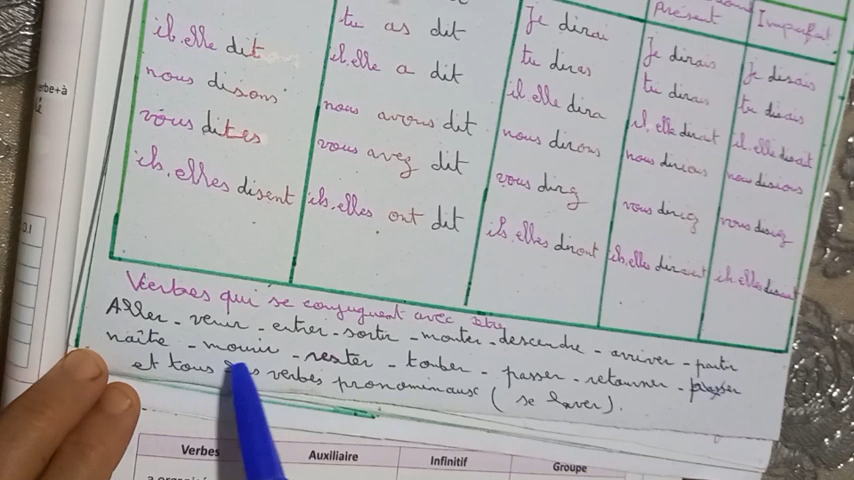 Présent
Imparfait
il.elle dit
tu as dit
Je dirai
Je dirais
Je disais
nous disons
il.elle a dit
tu diras
tu dirais
tu disais
vous dites
nous avons dit
il.elle dira
il.elle dirait
il.elle disait
ils.elles disent
vous avez dit
nous dirons
nous dirions
nous disions
ils.elles ont dit
vous direz
vous diriez
vous disiez
ils.elles diront
ils.elles diraient
ils.elles disaient
Verbes qui se conjuguent avec être
Aller - venir - entrer - sortir - monter - descendre - arriver - partir
naîte - mourir - rester - tomber - passer - retourner -
et tous les verbes pronominaux ( se laver ).
erbe+à
Verbes
Auxiliaire
Infinitif
Groupe